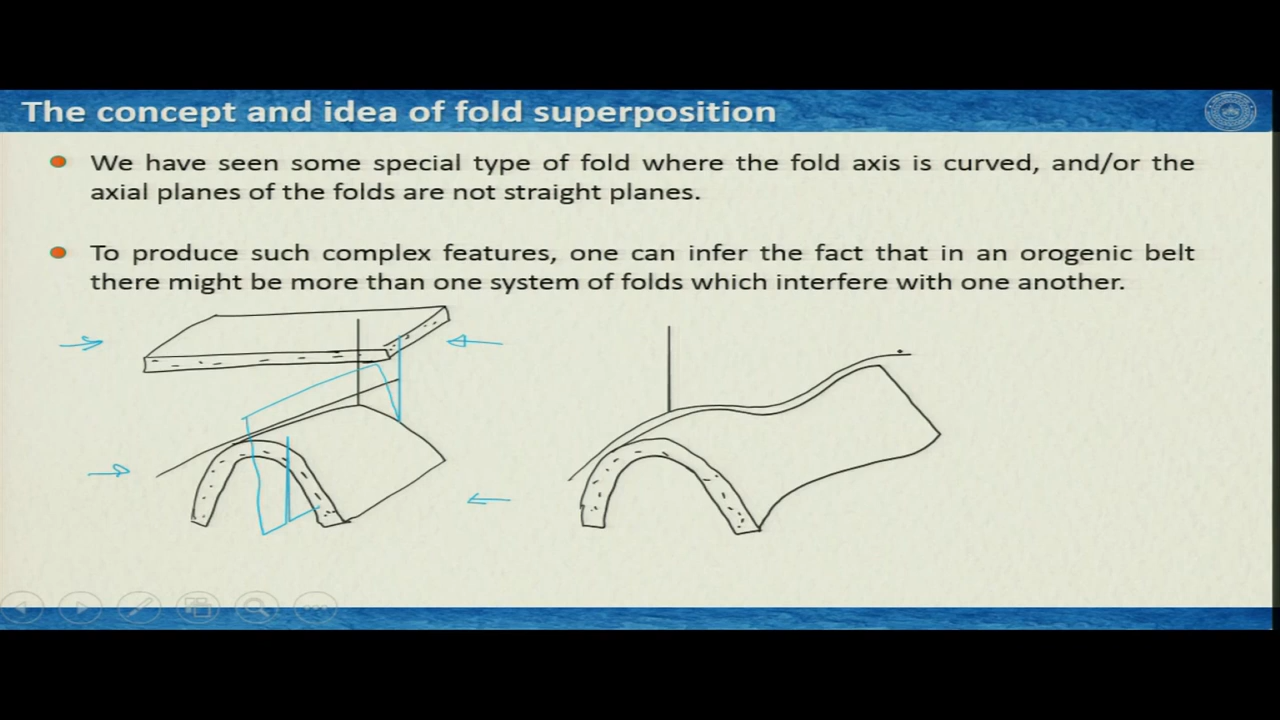 The concept and idea of fold superposition
We have seen some special type of fold where the fold axis is curved, and/or the
axial planes of the folds are not straight planes.
To produce such complex features, one can infer the fact that in an orogenic belt
there might be more than one system of folds which interfere with one another.